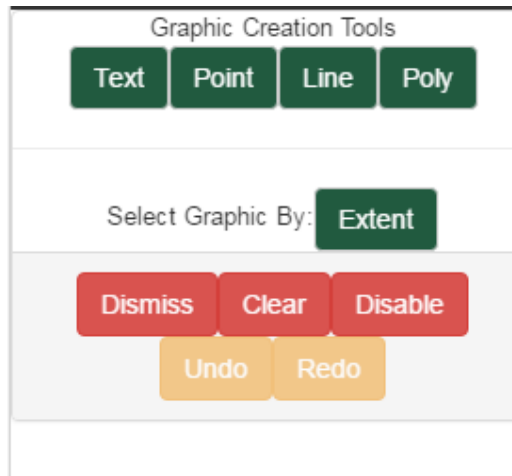 Graphic Creation Tools
Text Point Line Poly
Select Graphic By: Extent
Dismiss Clear Disable
Undo Redo